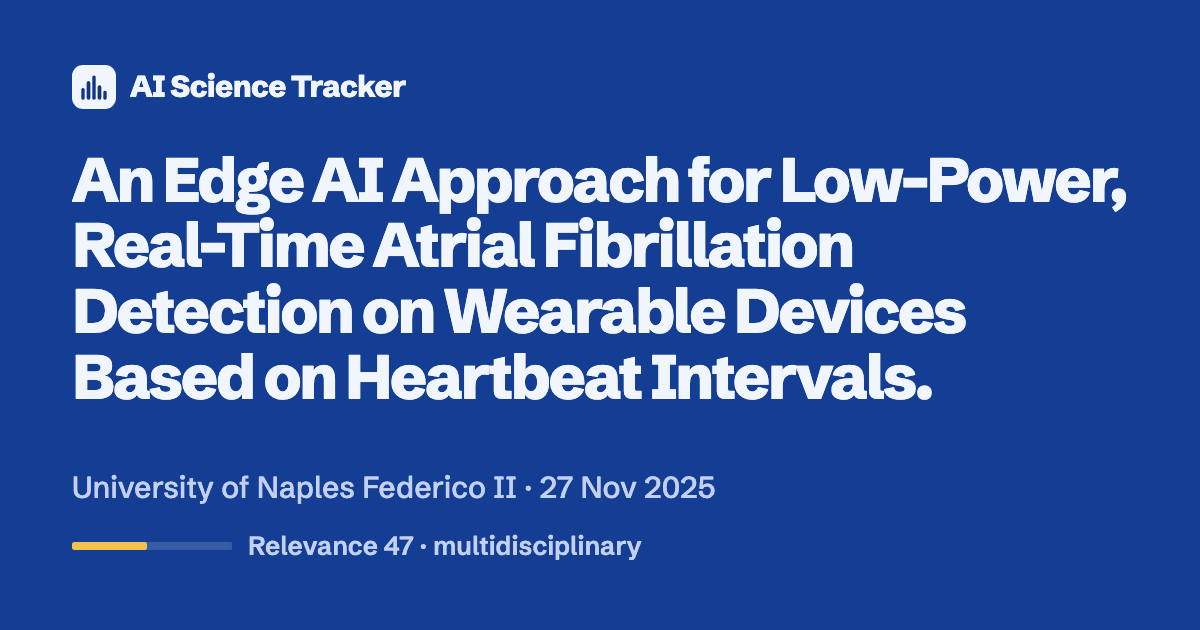 AI Science Tracker
An Edge AI Approach for Low-Power,
Real-Time Atrial Fibrillation
Detection on Wearable Devices
Based on Heartbeat Intervals.
University of Naples Federico II · 27 Nov 2025
Relevance 47 · multidisciplinary